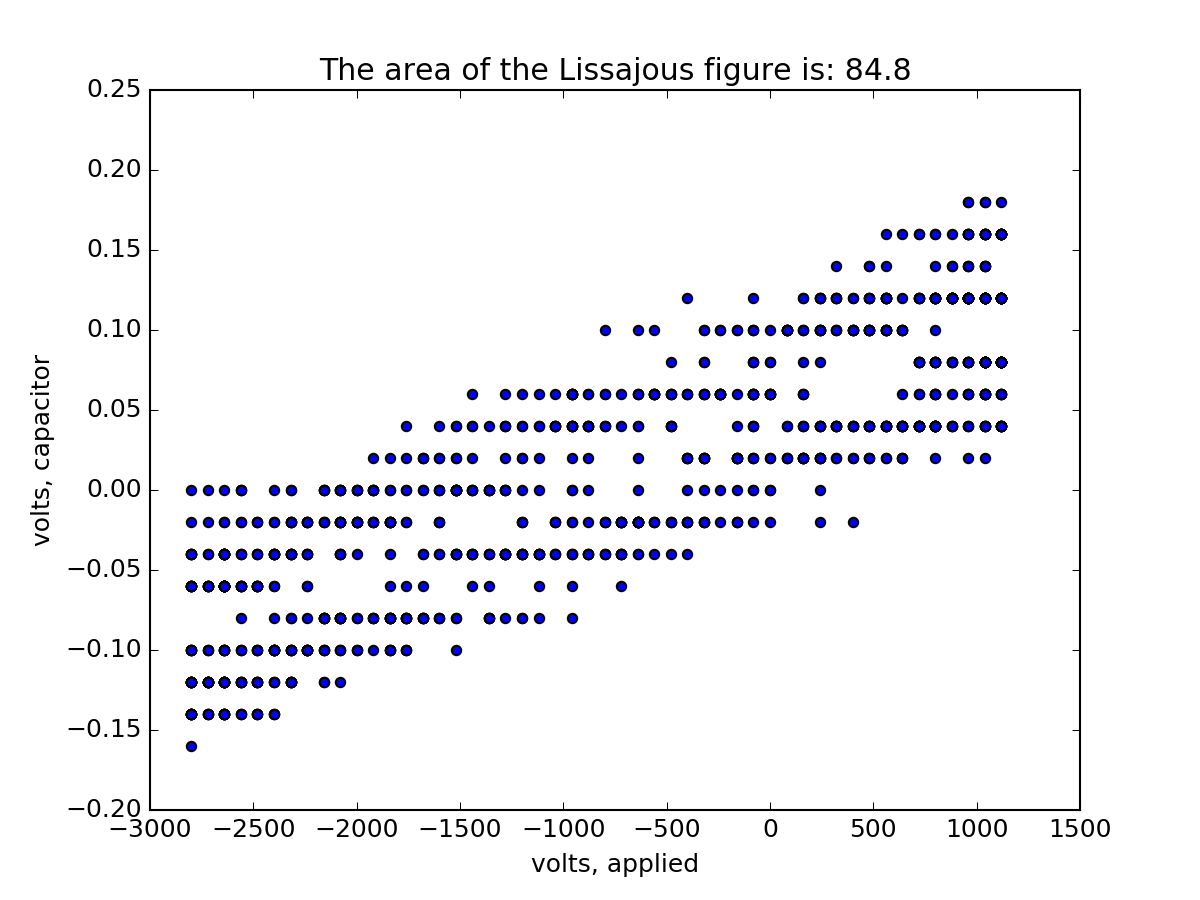 The area of the Lissajous figure is: 84.8
0.25
0.20
0.15
0.10
0.05
0.00
−0.05
−0.10
−0.15
−0.20
volts, capacitor
−3000 −2500 −2000 −1500 −1000 −500 0 500 1000 1500
volts, applied